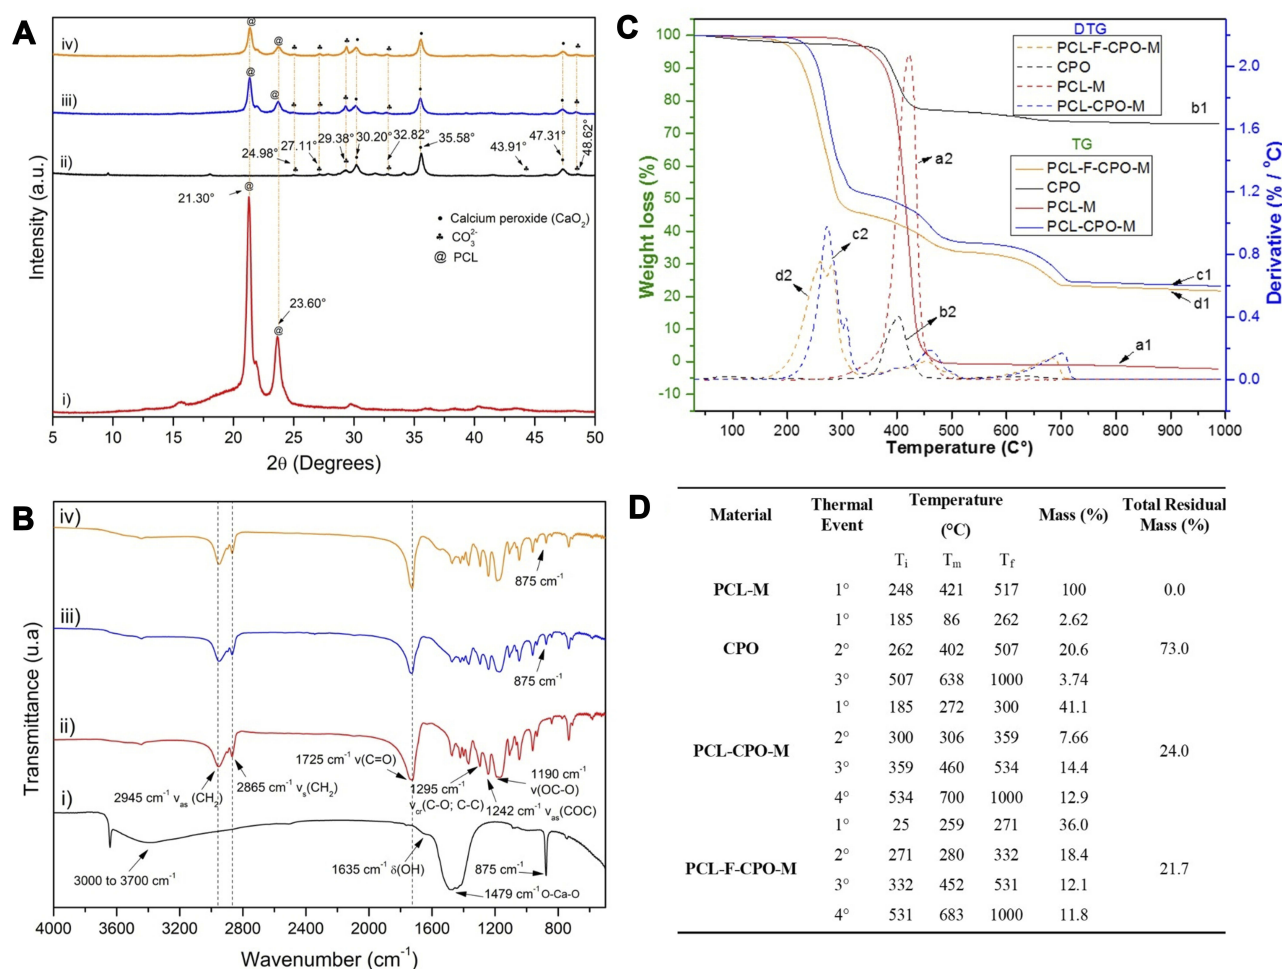 A
iv)
iii)
ii)
i)
@
@
♣
♣
♣
•
♣
•
•
♣
@
@
♣
♣
♣
•
♣
•
•
♣
24.98°
27.11°
29.38°
30.20°
32.82°
35.58°
43.91°
47.31°
48.62°
21.30°
@
@
23.60°
@
• Calcium peroxide (CaO₂)
♣ CO₃²⁻
@ PCL
Intensity (a.u.)
5 10 15 20 25 30 35 40 45 50
2θ (Degrees)
B
iv)
875 cm⁻¹
iii)
875 cm⁻¹
ii)
1725 cm⁻¹ ν(C=O)
2865 cm⁻¹ νs(CH₂)
2945 cm⁻¹ νas (CH₂)
1295 cm⁻¹
νcr(C-O; C-C)
1190 cm⁻¹
ν(OC-O)
1242 cm⁻¹ νas(COC)
i)
3000 to 3700 cm⁻¹
1635 cm⁻¹ δ(OH)
875 cm⁻¹
1479 cm⁻¹ O-Ca-O
Transmittance (u.a)
4000 3600 3200 2800 2400 2000 1600 1200 800
Wavenumber (cm⁻¹)
C
DTG
PCL-F-CPO-M
CPO
PCL-M
PCL-CPO-M
TG
PCL-F-CPO-M
CPO
PCL-M
PCL-CPO-M
b1
a2
c2
d2
b2
c1
d1
a1
Weight loss (%)
100
90
80
70
60
50
40
30
20
10
0
-10
Derivative (% / °C)
2.0
1.6
1.2
0.8
0.4
0.0
100 200 300 400 500 600 700 800 900 1000
Temperature (C°)
D
Material Thermal Event Temperature (°C) Mass (%) Total Residual Mass (%)
Ti Tm Tf
PCL-M 1° 248 421 517 100 0.0
1° 185 86 262 2.62
CPO 2° 262 402 507 20.6 73.0
3° 507 638 1000 3.74
1° 185 272 300 41.1
2° 300 306 359 7.66
PCL-CPO-M 24.0
3° 359 460 534 14.4
4° 534 700 1000 12.9
1° 25 259 271 36.0
2° 271 280 332 18.4
PCL-F-CPO-M 21.7
3° 332 452 531 12.1
4° 531 683 1000 11.8